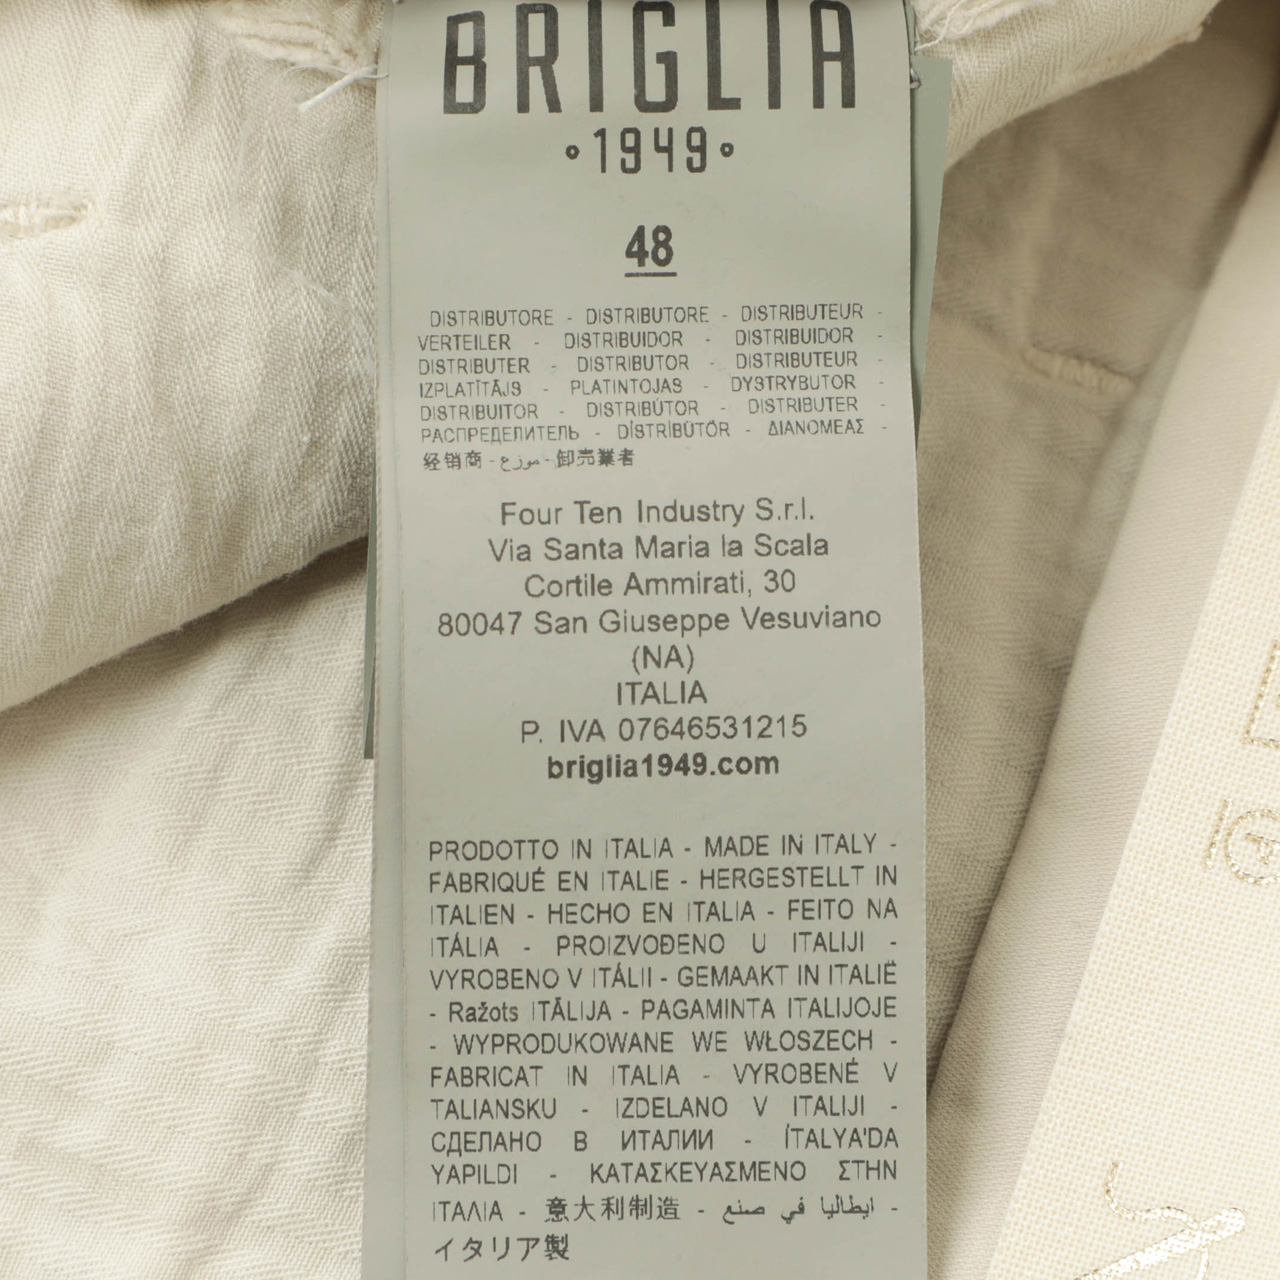 BRIGLIA
1949
48
DISTRIBUTORE - DISTRIBUTORE - DISTRIBUTEUR -
VERTEILER - DISTRIBUIDOR - DISTRIBUIDOR -
DISTRIBUTER - DISTRIBUTOR - DISTRIBUTEUR -
IZPLATĪTĀJS - PLATINTOJAS - DYSTRYBUTOR -
DISTRIBUITOR - DISTRIBÚTOR - DISTRIBUTER -
РАСПРЕДЕЛИТЕЛЬ - DİSTRİBÜTÖR - ΔΙΑΝΟΜΕΑΣ -
经销商 - موزع - 卸売業者
Four Ten Industry S.r.l.
Via Santa Maria la Scala
Cortile Ammirati, 30
80047 San Giuseppe Vesuviano
(NA)
ITALIA
P. IVA 07646531215
briglia1949.com
PRODOTTO IN ITALIA - MADE IN ITALY -
FABRIQUÉ EN ITALIE - HERGESTELLT IN
ITALIEN - HECHO EN ITALIA - FEITO NA
ITÁLIA - PROIZVOĐENO U ITALIJI -
VYROBENO V ITÁLII - GEMAAKT IN ITALIË
- Ražots ITĀLIJA - PAGAMINTA ITALIJOJE
- WYPRODUKOWANE WE WŁOSZECH -
FABRICAT IN ITALIA - VYROBENÉ V
TALIANSKU - IZDELANO V ITALIJI -
СДЕЛАНО В ИТАЛИИ - İTALYA'DA
YAPILDI - ΚΑΤΑΣΚΕΥΑΣΜΕΝΟ ΣΤΗΝ
ΙΤΑΛΙΑ - 意大利制造 - ايطاليا في صنع -
イタリア製